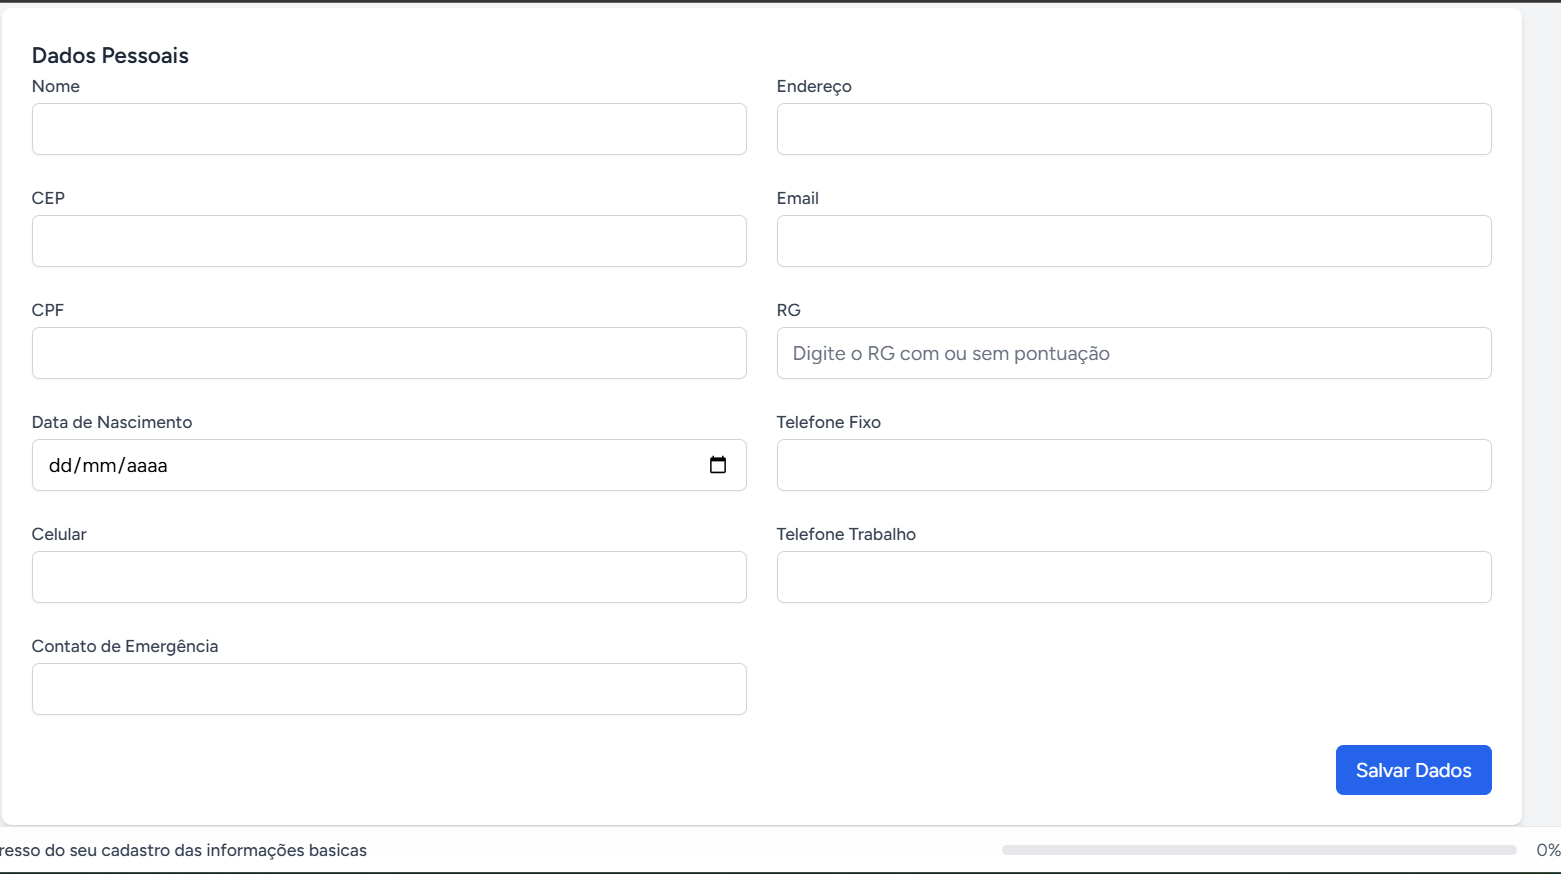 Dados Pessoais
Nome
Endereço
CEP
Email
CPF
RG
Digite o RG com ou sem pontuação
Data de Nascimento
dd/mm/aaaa
Telefone Fixo
Celular
Telefone Trabalho
Contato de Emergência
Salvar Dados
resso do seu cadastro das informações basicas
0%